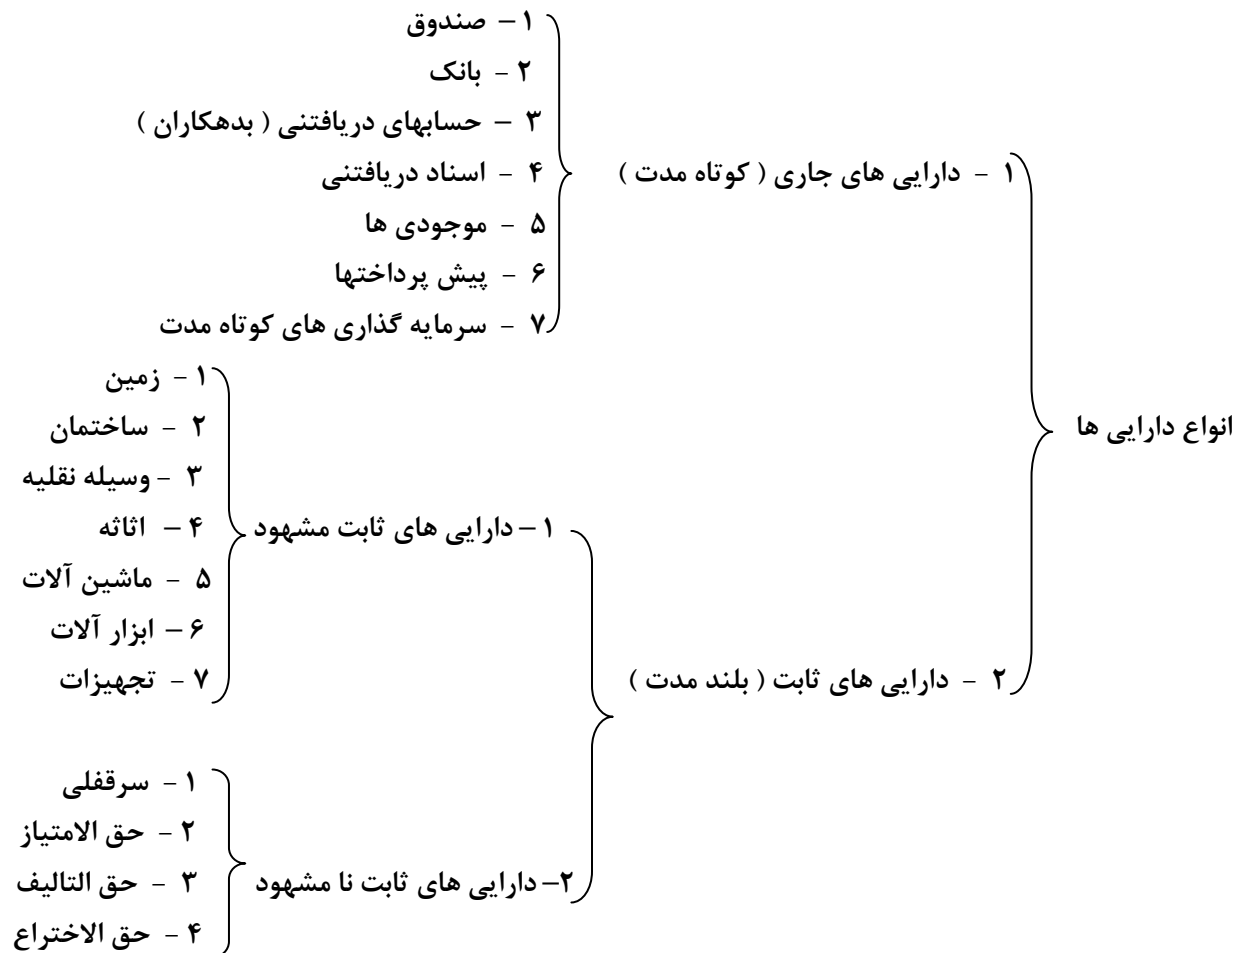 انواع دارایی ها
۱ - دارایی های جاری ( کوتاه مدت )
۱ – صندوق
۲ - بانک
۳ – حسابهای دریافتنی ( بدهکاران )
۴ - اسناد دریافتنی
۵ - موجودی ها
۶ - پیش پرداختها
۷ - سرمایه گذاری های کوتاه مدت
۲ - دارایی های ثابت ( بلند مدت )
۱ – دارایی های ثابت مشهود
۱ - زمین
۲ - ساختمان
۳ - وسیله نقلیه
۴ – اثاثه
۵ - ماشین آلات
۶ – ابزار آلات
۷ - تجهیزات
۲– دارایی های ثابت نا مشهود
۱ - سرقفلی
۲ - حق الامتیاز
۳ - حق التالیف
۴ - حق الاختراع